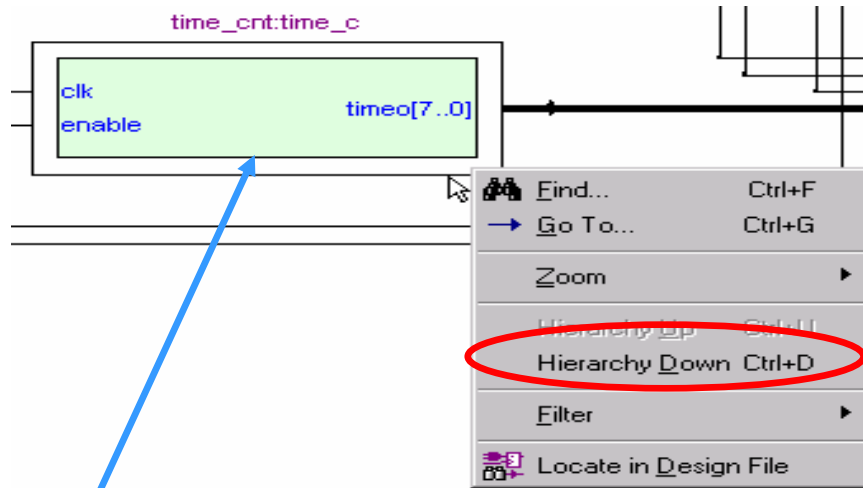 time_cnt:time_c
clk
timeo[7..0]
enable
Find... Ctrl+F
Go To... Ctrl+G
Zoom
Hierarchy Up Ctrl+U
Hierarchy Down Ctrl+D
Filter
Locate in Design File